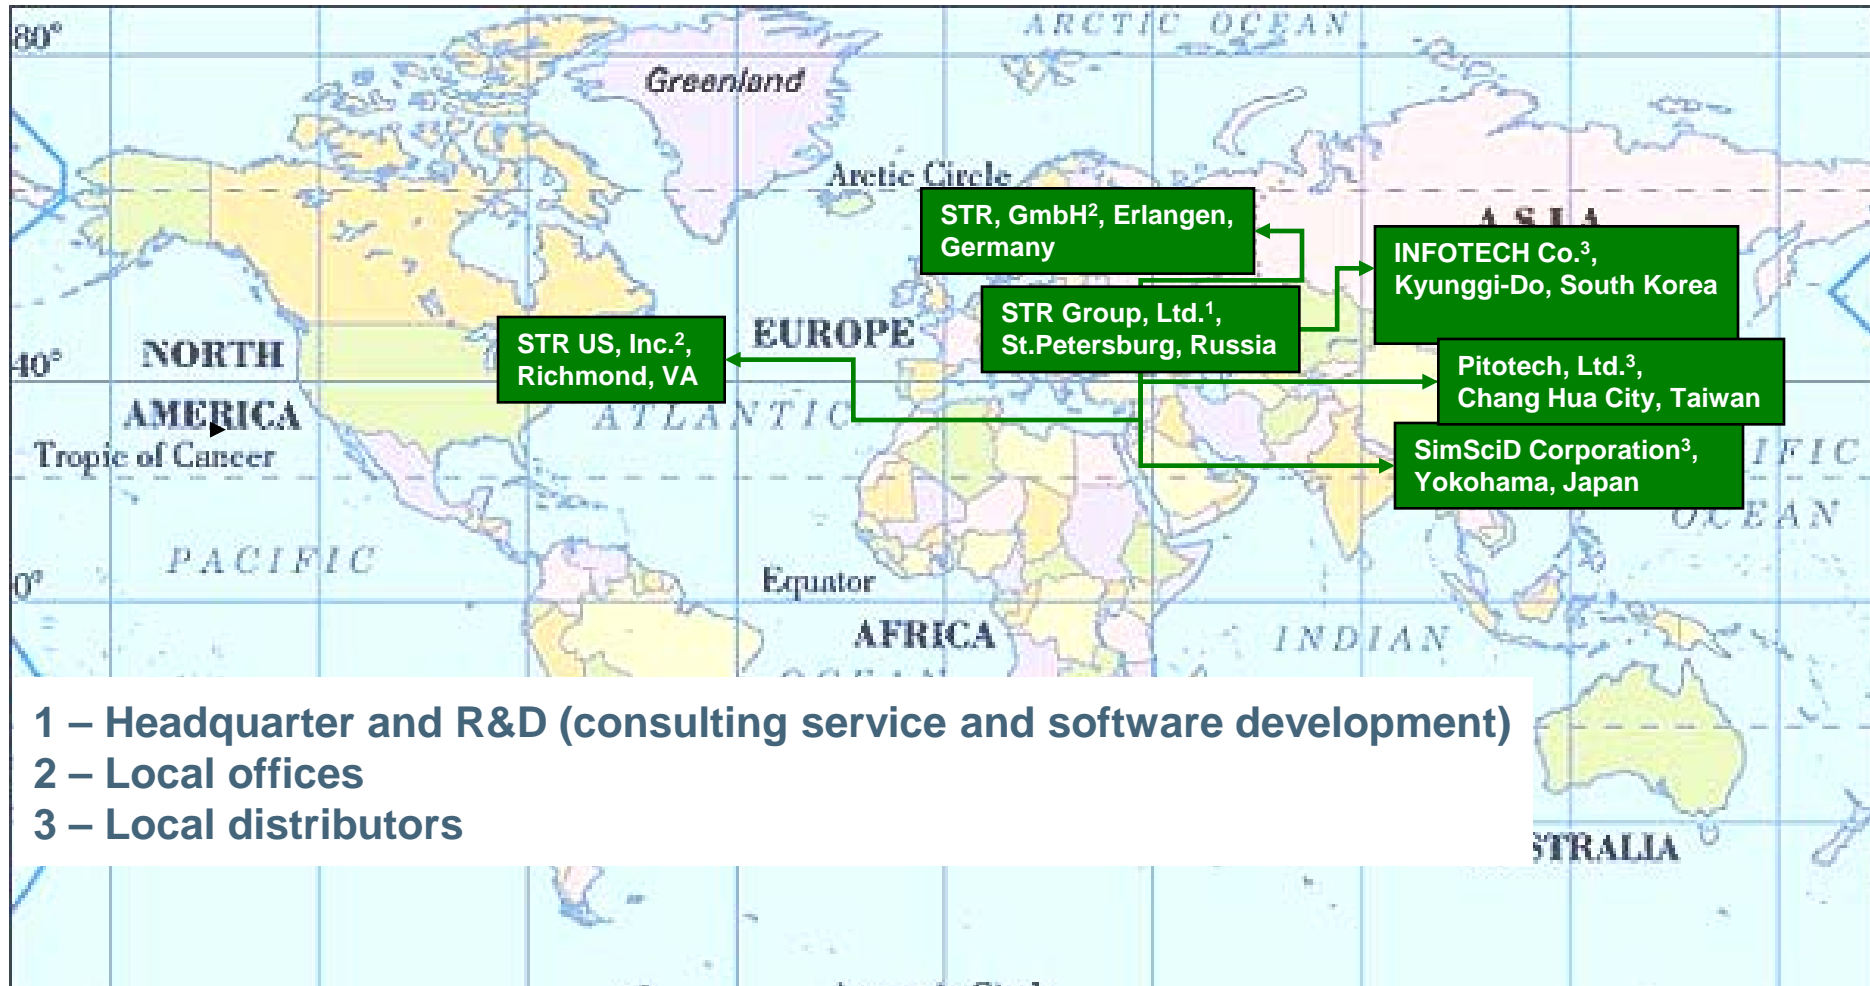 ARCTIC OCEAN
80°
Greenland
Arctic Circle
ASIA
STR, GmbH², Erlangen,
Germany
INFOTECH Co.³,
Kyunggi-Do, South Korea
STR Group, Ltd.¹,
St.Petersburg, Russia
EUROPE
STR US, Inc.²,
Richmond, VA
NORTH
AMERICA
40°
Pitotech, Ltd.³,
Chang Hua City, Taiwan
ATLANTIC
Tropic of Cancer
SimSciD Corporation³,
Yokohama, Japan
IFIC
OCEAN
PACIFIC
0°
Equator
AFRICA
INDIAN
OCEAN
1 – Headquarter and R&D (consulting service and software development)
2 – Local offices
3 – Local distributors
STRALIA